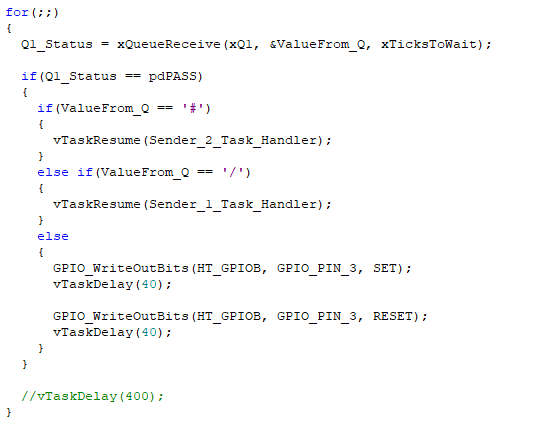 for(;;)
{
  Q1_Status = xQueueReceive(xQ1, &ValueFrom_Q, xTicksToWait);

  if(Q1_Status == pdPASS)
  {
    if(ValueFrom_Q == '#')
    {
      vTaskResume(Sender_2_Task_Handler);
    }
    else if(ValueFrom_Q == '/')
    {
      vTaskResume(Sender_1_Task_Handler);
    }
    else
    {
      GPIO_WriteOutBits(HT_GPIOB, GPIO_PIN_3, SET);
      vTaskDelay(40);

      GPIO_WriteOutBits(HT_GPIOB, GPIO_PIN_3, RESET);
      vTaskDelay(40);
    }
  }

  //vTaskDelay(400);
}